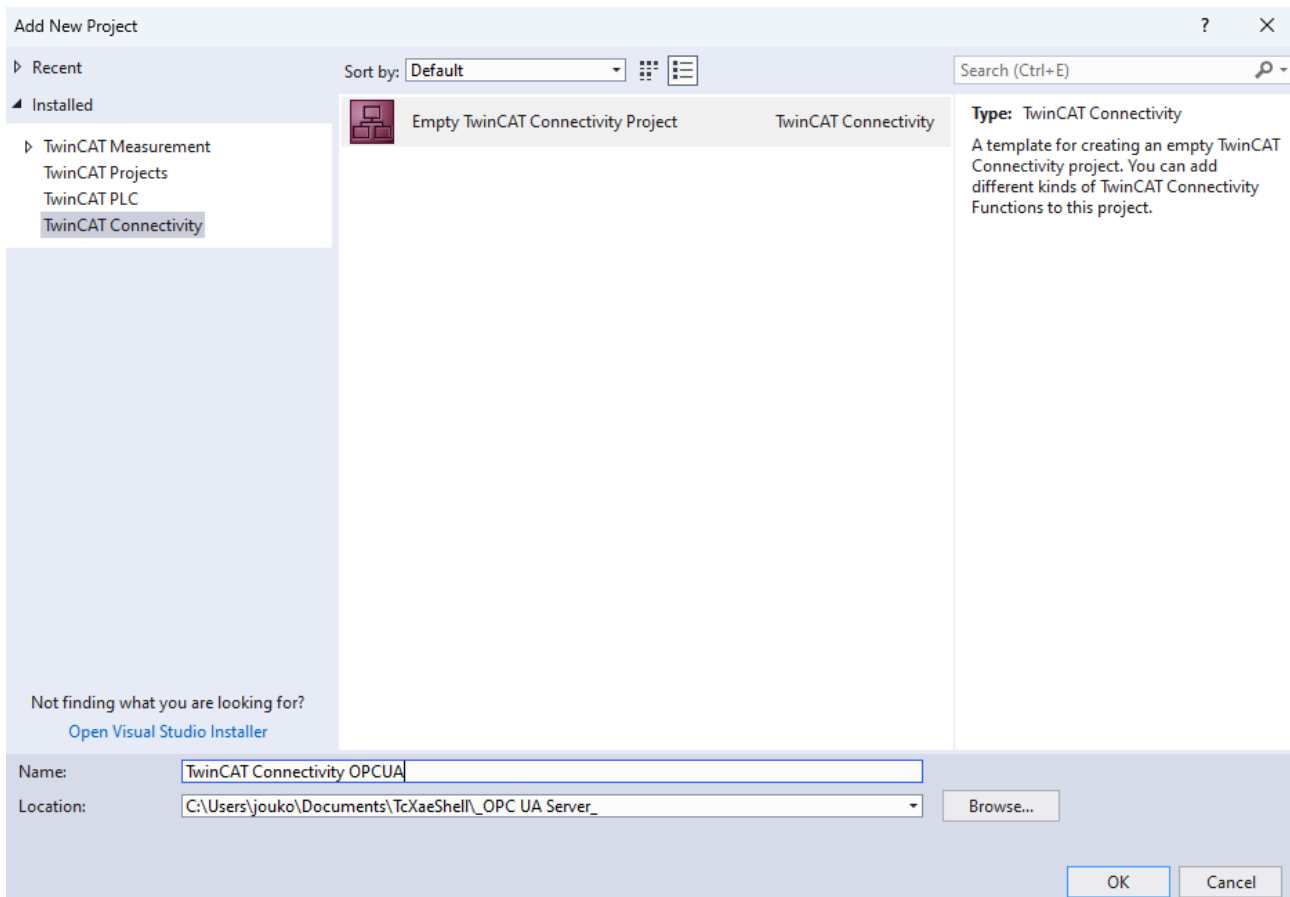 Add New Project
?
Recent
Sort by: Default
Search (Ctrl+E)
Installed
TwinCAT Measurement
TwinCAT Projects
TwinCAT PLC
TwinCAT Connectivity
Empty TwinCAT Connectivity Project TwinCAT Connectivity
Type: TwinCAT Connectivity
A template for creating an empty TwinCAT
Connectivity project. You can add
different kinds of TwinCAT Connectivity
Functions to this project.
Not finding what you are looking for?
Open Visual Studio Installer
Name: TwinCAT Connectivity OPCUA
Location: C:\Users\jouko\Documents\TcXaeShell\_OPC UA Server_ Browse...
OK Cancel